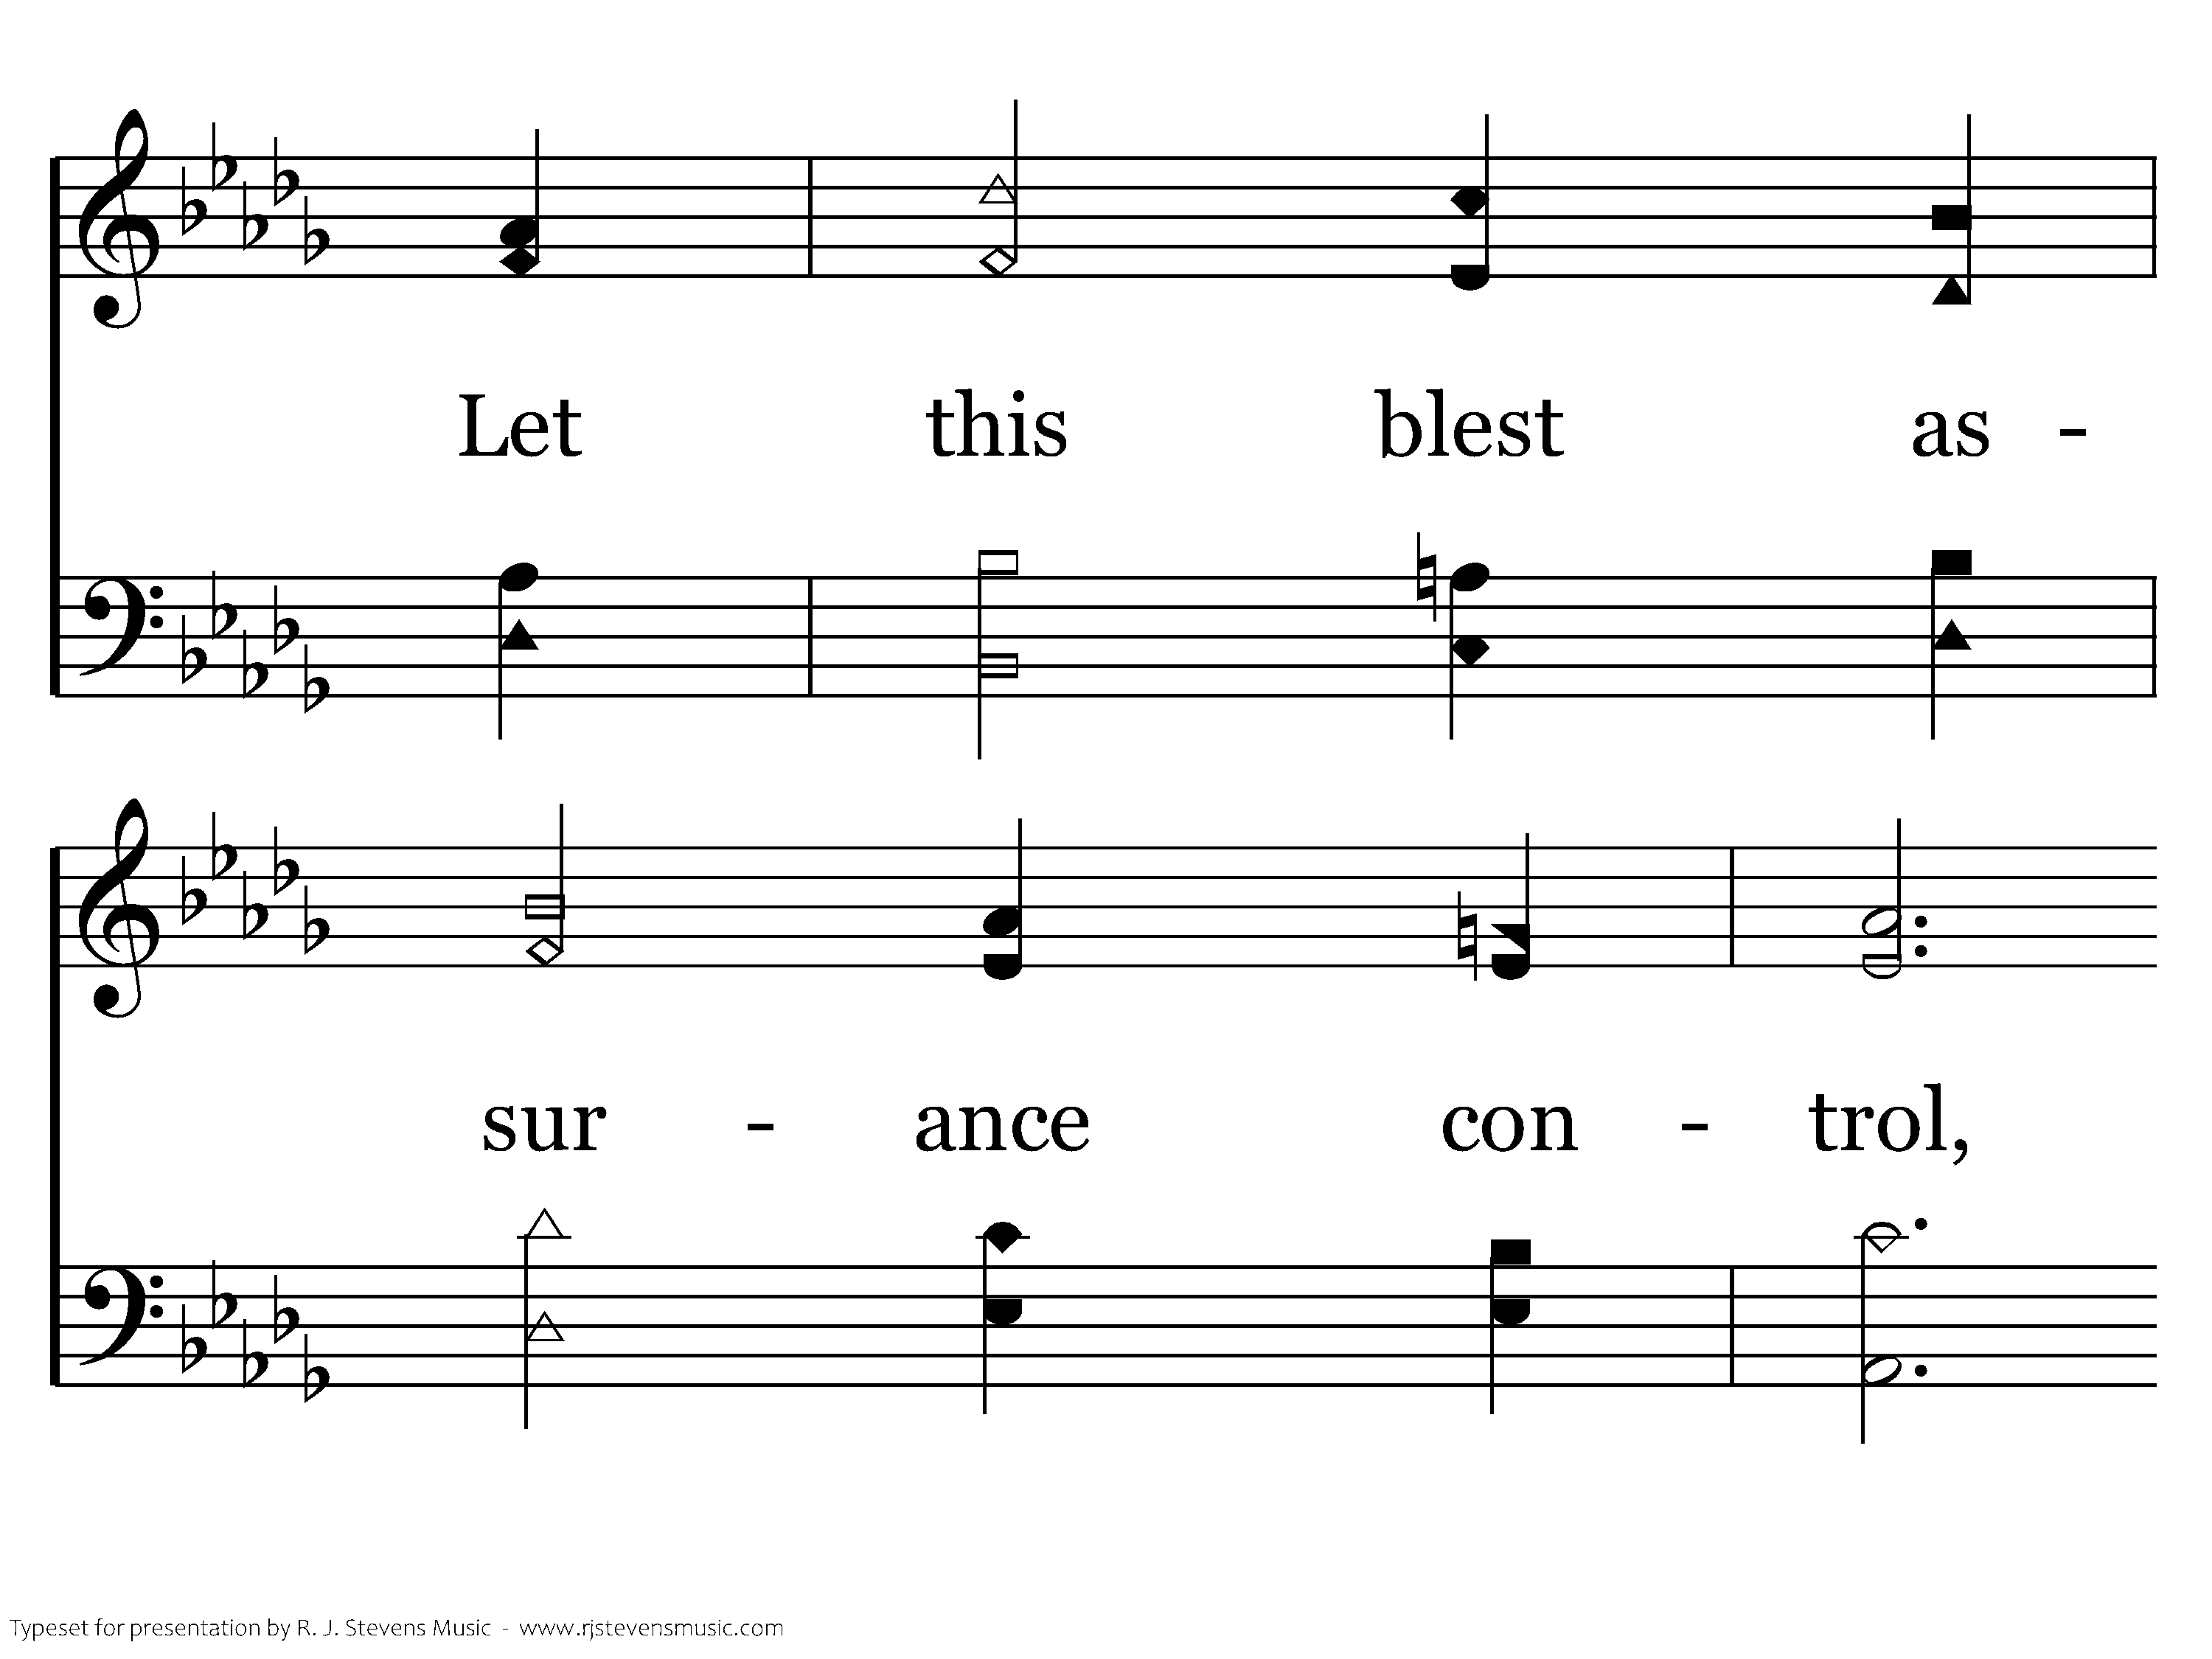 Let this blest as -
sur - ance con - trol,
Typeset for presentation by R. J. Stevens Music - www.rjstevensmusic.com